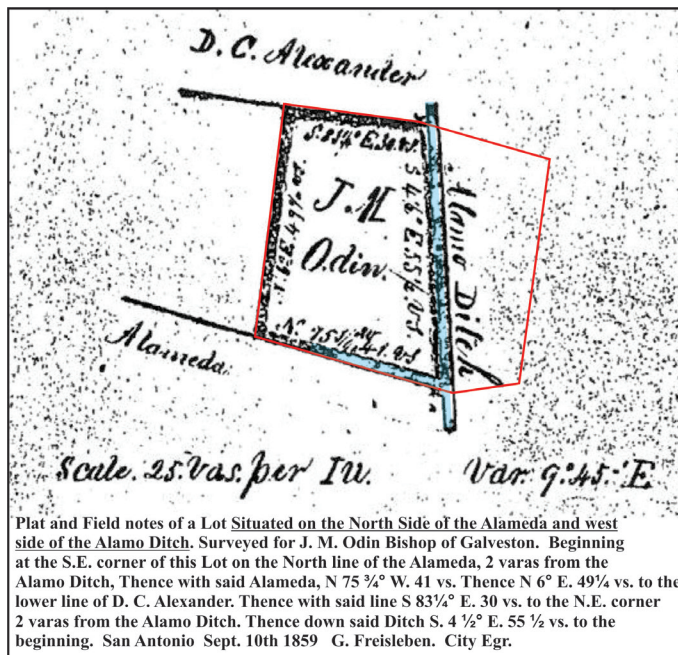 D. C. Alexander
S. 83¼° E. 30 vs.
J. M
Odin.
N. 6° E. 49¼ vs.
S 4½° E. 55½ vs.
Alamo Ditch
N. 75¾ W. 41 vs
Alameda
Scale. 25. vas. per In.
Var. 9.°45.' E
Plat and Field notes of a Lot Situated on the North Side of the Alameda and west
side of the Alamo Ditch. Surveyed for J. M. Odin Bishop of Galveston. Beginning
at the S.E. corner of this Lot on the North line of the Alameda, 2 varas from the
Alamo Ditch, Thence with said Alameda, N 75 ¾° W. 41 vs. Thence N 6° E. 49¼ vs. to the
lower line of D. C. Alexander. Thence with said line S 83¼° E. 30 vs. to the N.E. corner
2 varas from the Alamo Ditch. Thence down said Ditch S. 4 ½° E. 55 ½ vs. to the
beginning. San Antonio Sept. 10th 1859 G. Freisleben. City Egr.